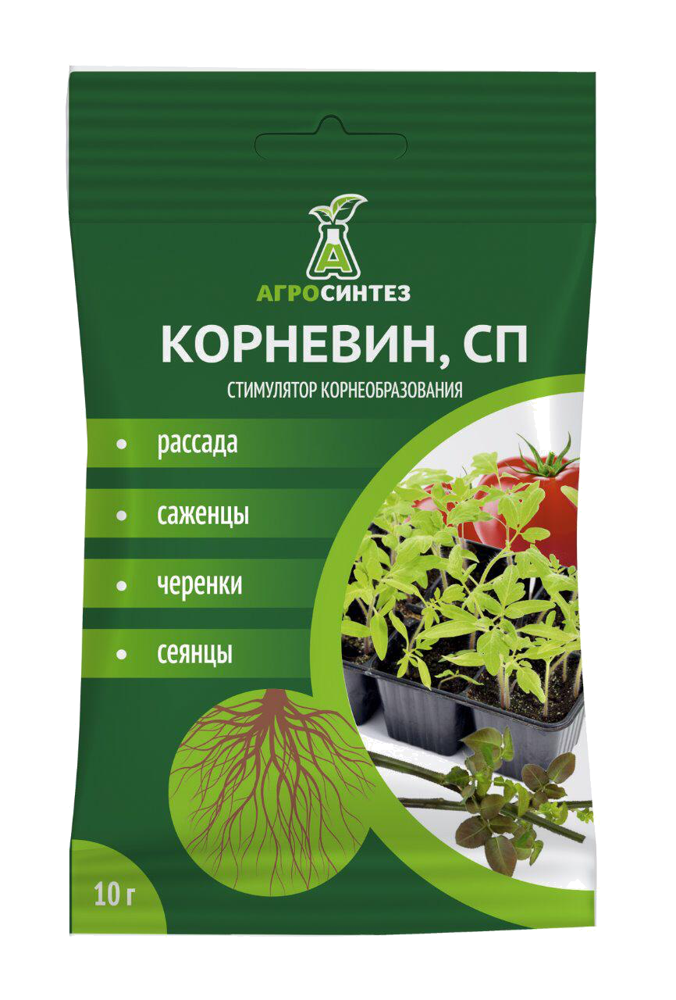 АГРОСИНТЕЗ
КОРНЕВИН, СП
СТИМУЛЯТОР КОРНЕОБРАЗОВАНИЯ
• рассада
• саженцы
• черенки
• сеянцы
10 г